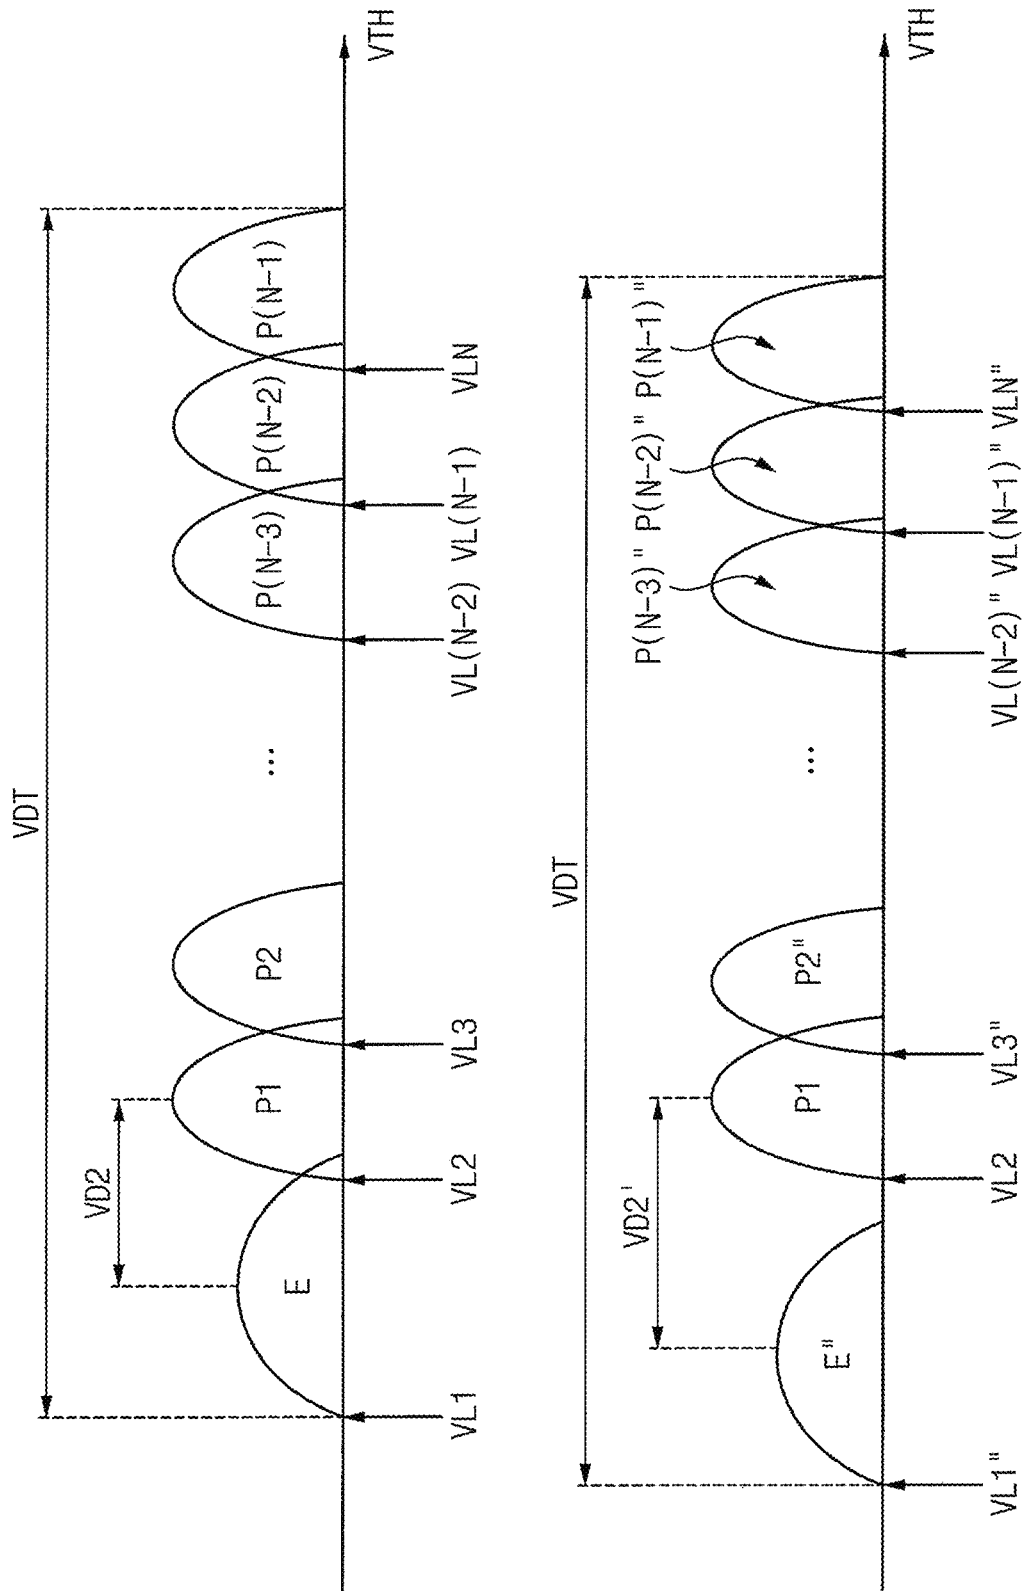 VDT
VD2
E
P1
P2
...
P(N-3)
P(N-2)
P(N-1)
VTH
VL1
VL2
VL3
VL(N-2)
VL(N-1)
VLN
VDT
VD2'
E"
P1
P2"
...
P(N-3)"
P(N-2)"
P(N-1)"
VTH
VL1"
VL2
VL3"
VL(N-2)"
VL(N-1)"
VLN"